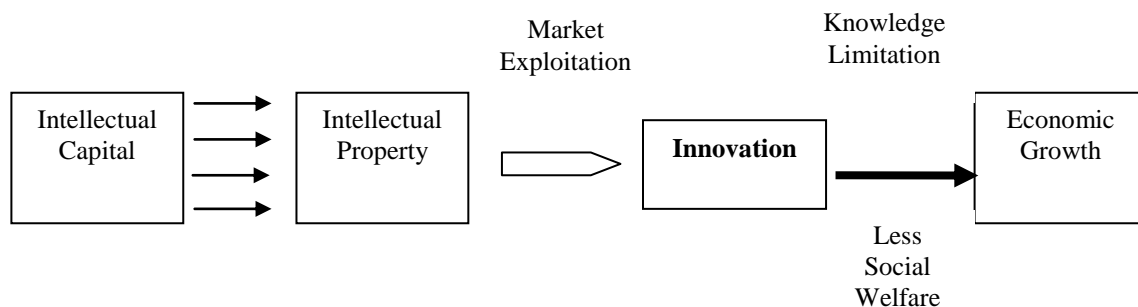 Market
Exploitation
Knowledge
Limitation
Intellectual
Capital
Intellectual
Property
Innovation
Economic
Growth
Less
Social
Welfare